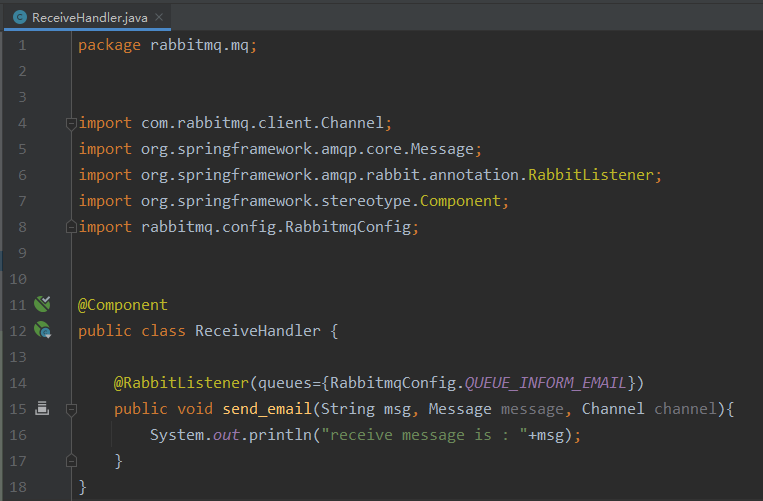 ReceiveHandler.java
1 package rabbitmq.mq;
2
3
4 import com.rabbitmq.client.Channel;
5 import org.springframework.amqp.core.Message;
6 import org.springframework.amqp.rabbit.annotation.RabbitListener;
7 import org.springframework.stereotype.Component;
8 import rabbitmq.config.RabbitmqConfig;
9
10
11 @Component
12 public class ReceiveHandler {
13
14 @RabbitListener(queues={RabbitmqConfig.QUEUE_INFORM_EMAIL})
15 public void send_email(String msg, Message message, Channel channel){
16 System.out.println("receive message is : "+msg);
17 }
18 }